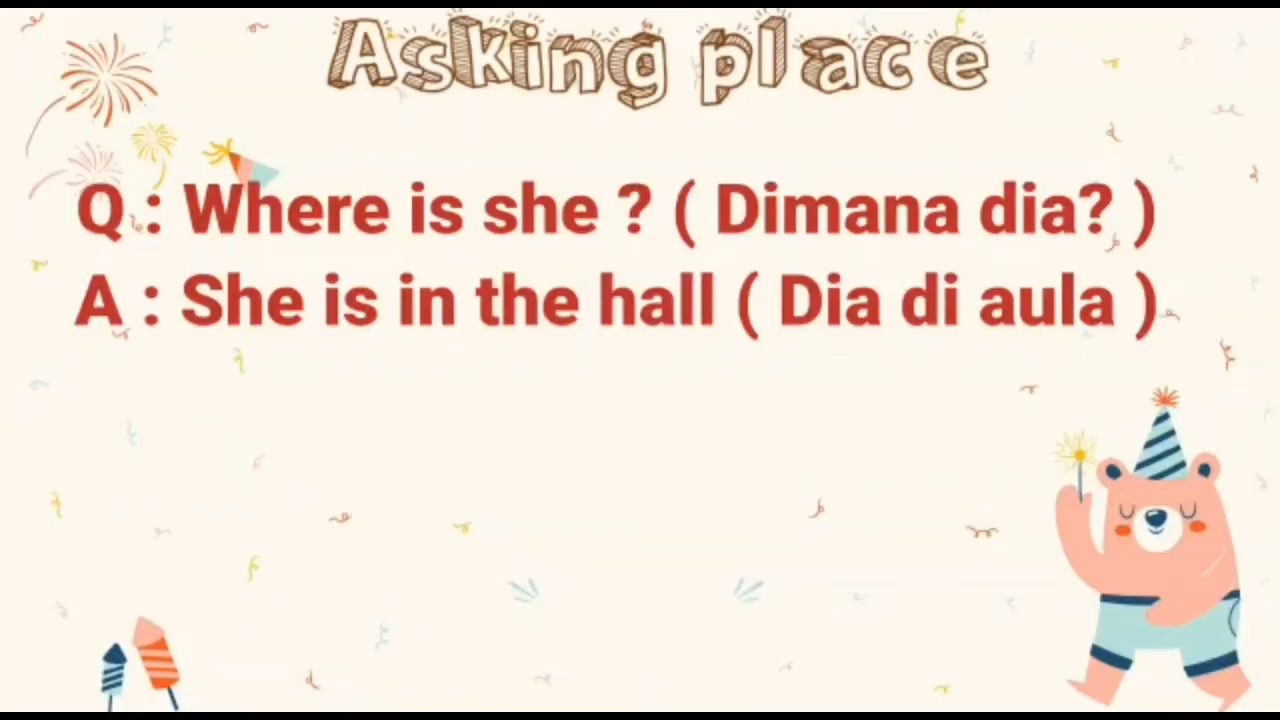 Asking place
Q : Where is she ? ( Dimana dia? )
A : She is in the hall ( Dia di aula )